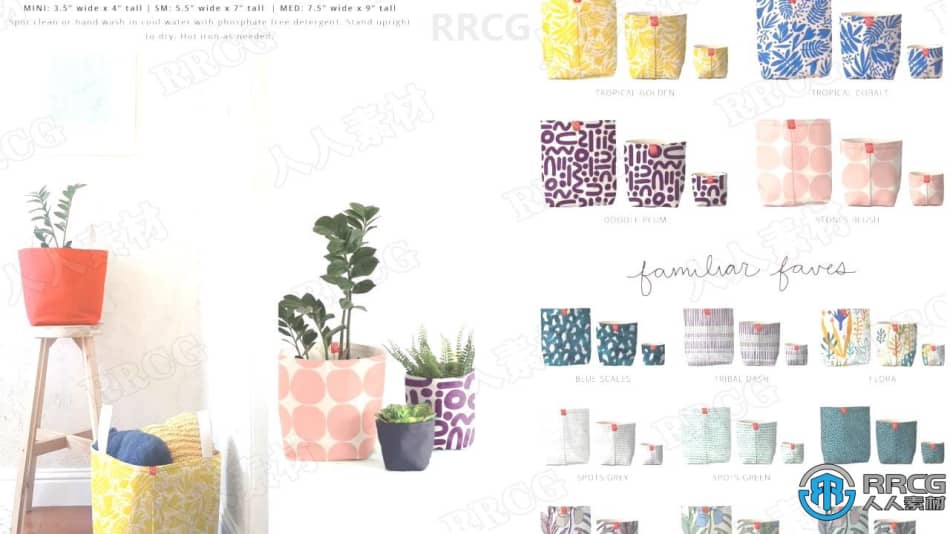 MINI: 3.5" wide x 4" tall | SM: 5.5" wide x 7" tall | MED: 7.5" wide x 9" tall
Spot clean or hand wash in cool water with phosphate free detergent. Stand upright
to dry. Hot iron as needed.
RRCG
TROPICAL GOLDEN
TROPICAL COBALT
DOODLE PLUM
STONES BLUSH
familiar faves
BLUE SCALES
TRIBAL DASH
FLORA
SPOTS GREY
SPOTS GREEN
RRCG
人人素材